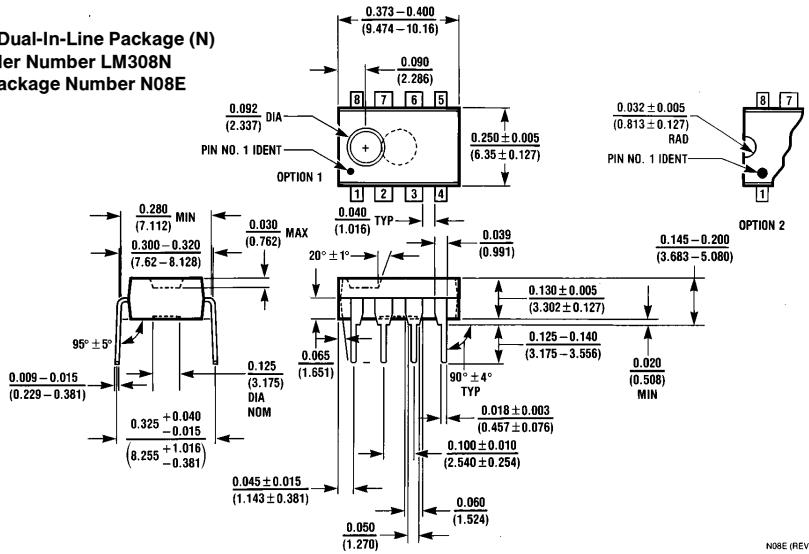 Dual-In-Line Package (N)
er Number LM308N
ackage Number N08E
0.373 – 0.400
(9.474 – 10.16)
0.090
(2.286)
8 7 6 5
0.092
(2.337) DIA
PIN NO. 1 IDENT
OPTION 1
+
1 2 3 4
0.250 ± 0.005
(6.35 ± 0.127)
0.032 ± 0.005
(0.813 ± 0.127)
RAD
PIN NO. 1 IDENT
8 7
1
OPTION 2
0.280
(7.112) MIN
0.300 – 0.320
(7.62 – 8.128)
0.030
(0.762) MAX
0.040
(1.016) TYP
0.039
(0.991)
0.145 – 0.200
(3.683 – 5.080)
20° ± 1°
0.130 ± 0.005
(3.302 ± 0.127)
95° ± 5°
0.065
(1.651)
0.125 – 0.140
(3.175 – 3.556)
0.020
(0.508)
MIN
90° ± 4°
TYP
0.009 – 0.015
(0.229 – 0.381)
0.125
(3.175)
DIA
NOM
0.018 ± 0.003
(0.457 ± 0.076)
0.325 +0.040 −0.015
(8.255 +1.016 −0.381)
0.100 ± 0.010
(2.540 ± 0.254)
0.045 ± 0.015
(1.143 ± 0.381)
0.060
(1.524)
0.050
(1.270)
N08E (REV